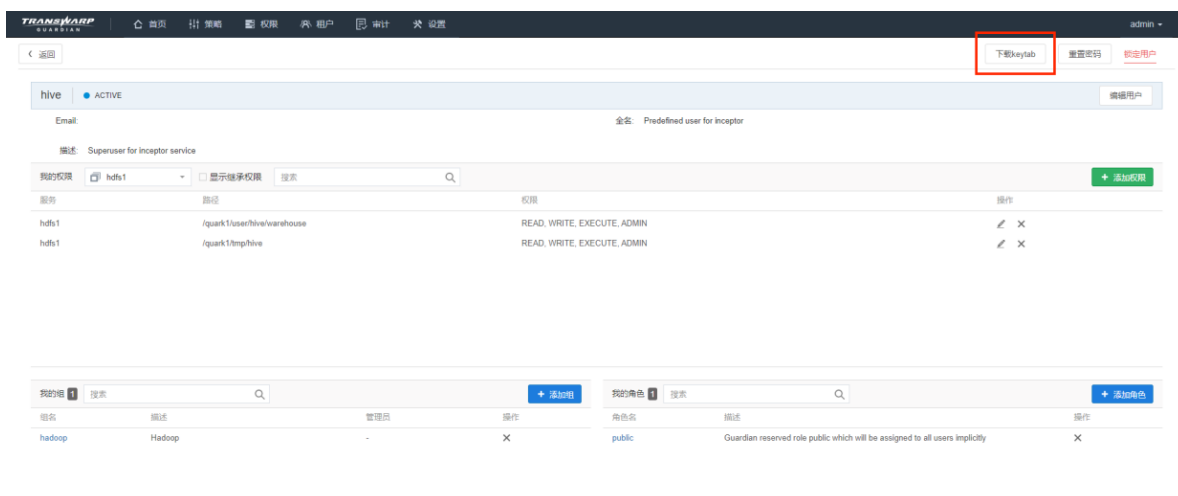 TRANSWARP GUARDIAN 首页 策略 权限 租户 审计 设置 admin
返回 下载keytab 重置密码 锁定用户
hive ACTIVE 编辑用户
Email: 全名: Predefined user for inceptor
描述: Superuser for inceptor service
我的权限 hdfs1 显示继承权限 搜索 + 添加权限
服务 路径 权限 操作
hdfs1 /quark1/user/hive/warehouse READ, WRITE, EXECUTE, ADMIN
hdfs1 /quark1/tmp/hive READ, WRITE, EXECUTE, ADMIN
我的组 1 搜索 + 添加组 我的角色 1 搜索 + 添加角色
组名 描述 管理员 操作 角色名 描述 操作
hadoop Hadoop - public Guardian reserved role public which will be assigned to all users implicitly